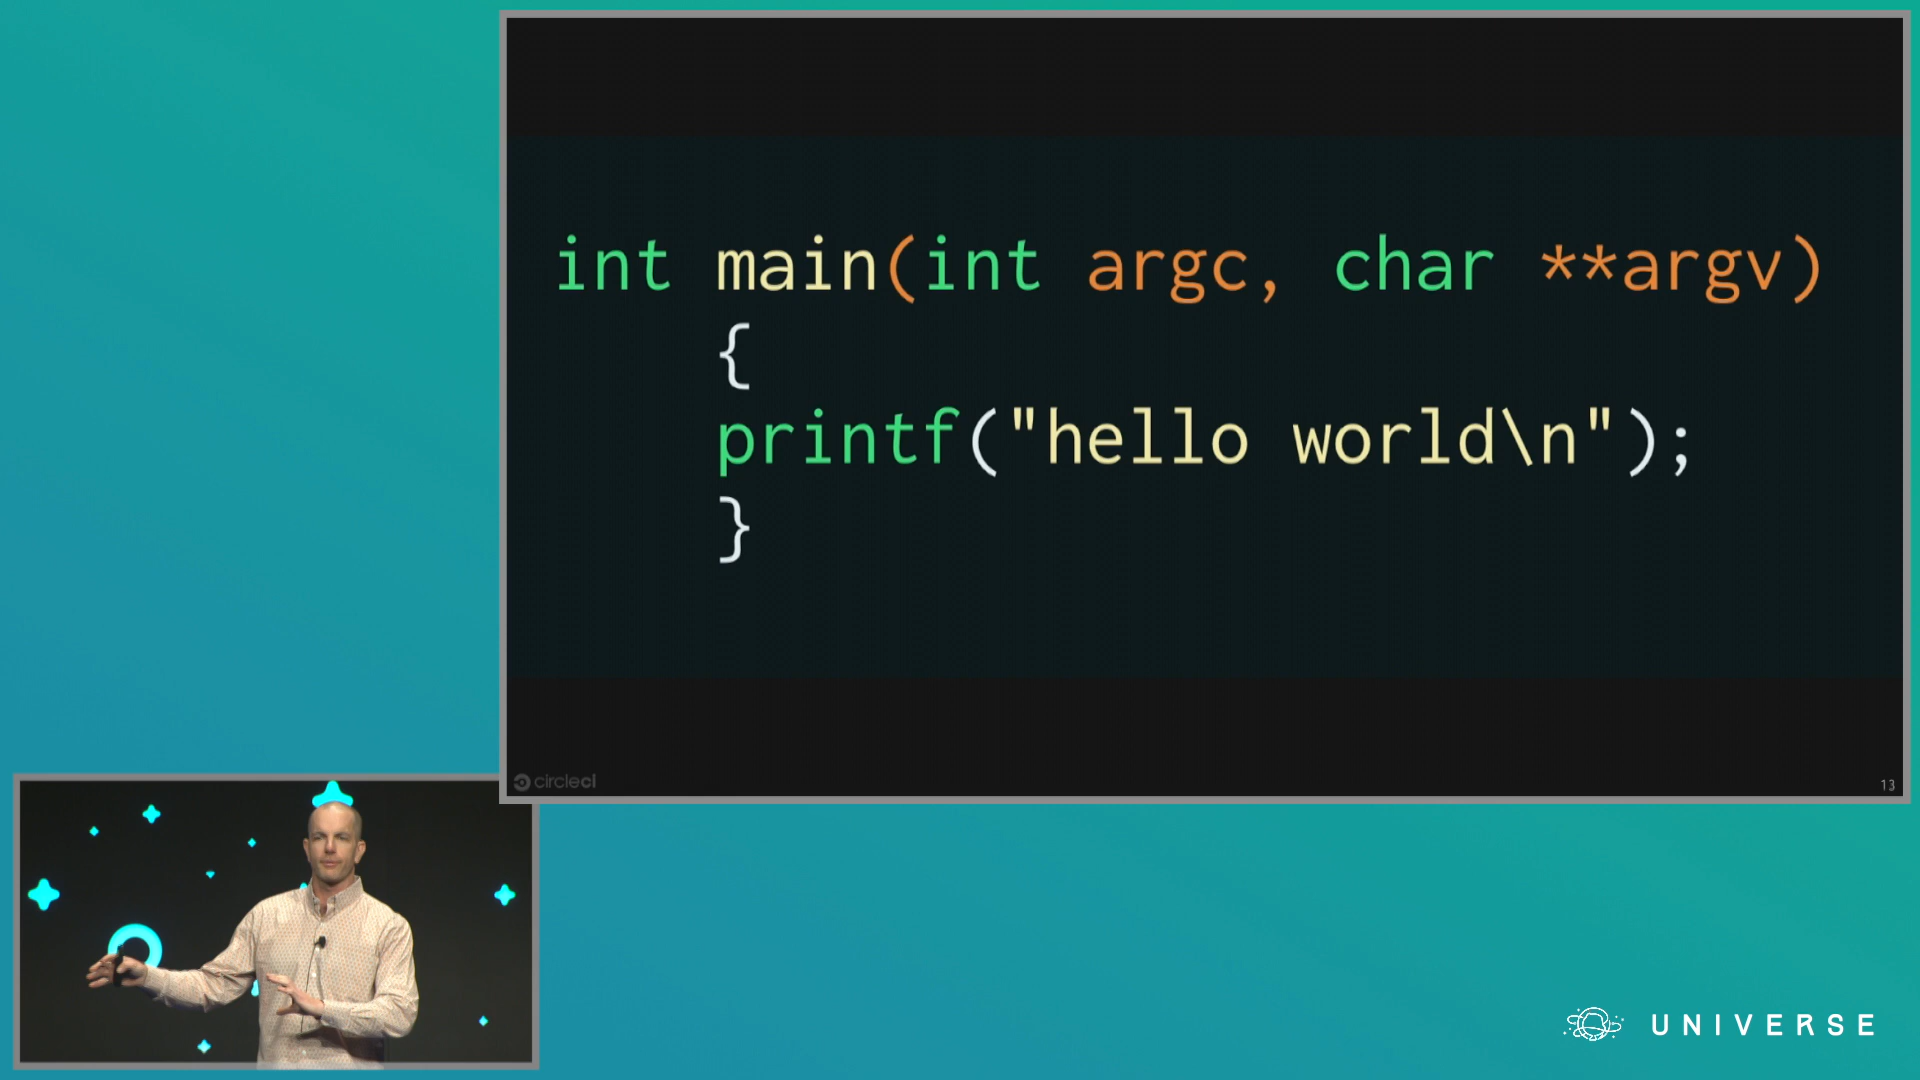 int main(int argc, char **argv)
{
printf("hello world\n");
}
circleci
13
UNIVERSE